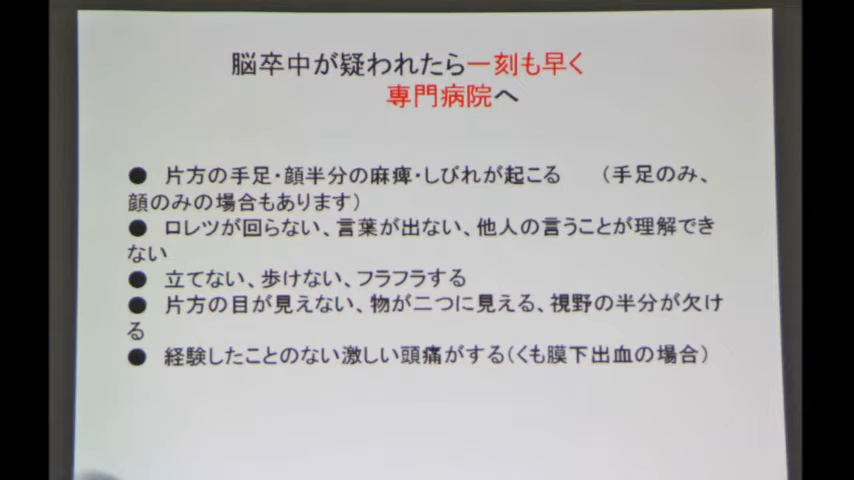 脳卒中が疑われたら一刻も早く
専門病院へ
● 片方の手足・顔半分の麻痺・しびれが起こる (手足のみ、
顔のみの場合もあります)
● ロレツが回らない、言葉が出ない、他人の言うことが理解でき
ない
● 立てない、歩けない、フラフラする
● 片方の目が見えない、物が二つに見える、視野の半分が欠け
る
● 経験したことのない激しい頭痛がする(くも膜下出血の場合)